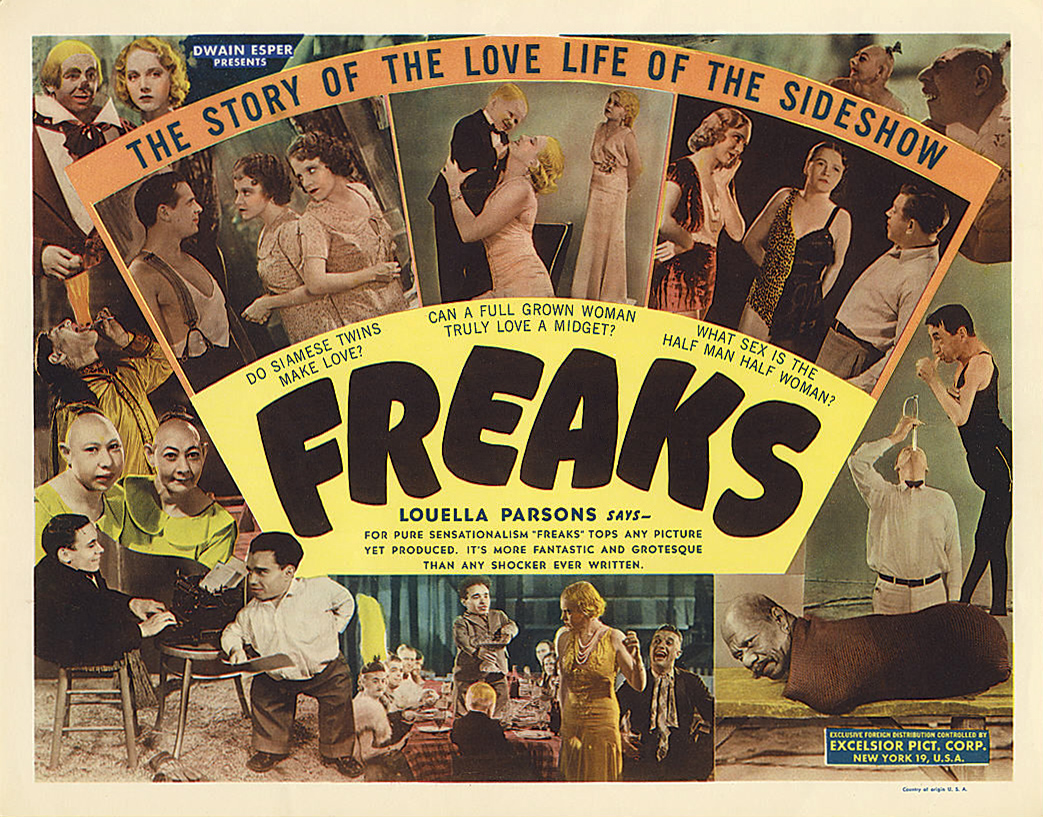 DWAIN ESPER
PRESENTS
THE STORY OF THE LOVE LIFE OF THE SIDESHOW
DO SIAMESE TWINS
MAKE LOVE?
CAN A FULL GROWN WOMAN
TRULY LOVE A MIDGET?
WHAT SEX IS THE
HALF MAN HALF WOMAN?
FREAKS
LOUELLA PARSONS SAYS—
FOR PURE SENSATIONALISM "FREAKS" TOPS ANY PICTURE
YET PRODUCED. IT'S MORE FANTASTIC AND GROTESQUE
THAN ANY SHOCKER EVER WRITTEN.
EXCLUSIVE FOREIGN DISTRIBUTION CONTROLLED BY
EXCELSIOR PICT. CORP.
NEW YORK 19, U.S.A.
Country of origin U. S. A.